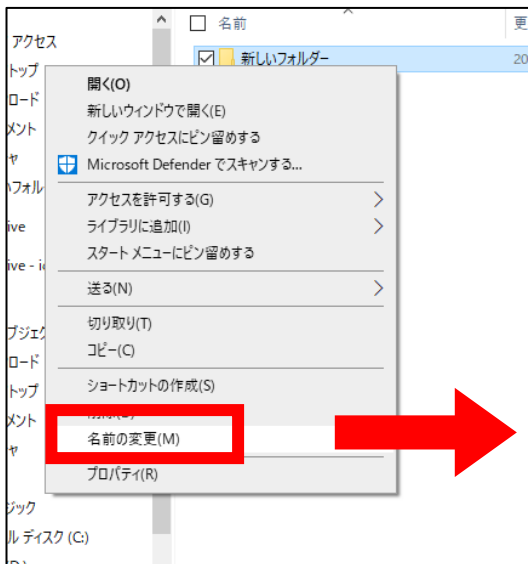 名前
更
アクセス
トップ
新しいフォルダー
20
開く(O)
ロード
新しいウィンドウで開く(E)
メント
クイック アクセスにピン留めする
ャ
Microsoft Defender でスキャンする...
フォル
アクセスを許可する(G)
ive
ライブラリに追加(I)
スタート メニューにピン留めする
ive - i
送る(N)
切り取り(T)
ブジェク
コピー(C)
ロード
トップ
ショートカットの作成(S)
メント
名前の変更(M)
ャ
プロパティ(R)
ジック
ル ディスク (C:)